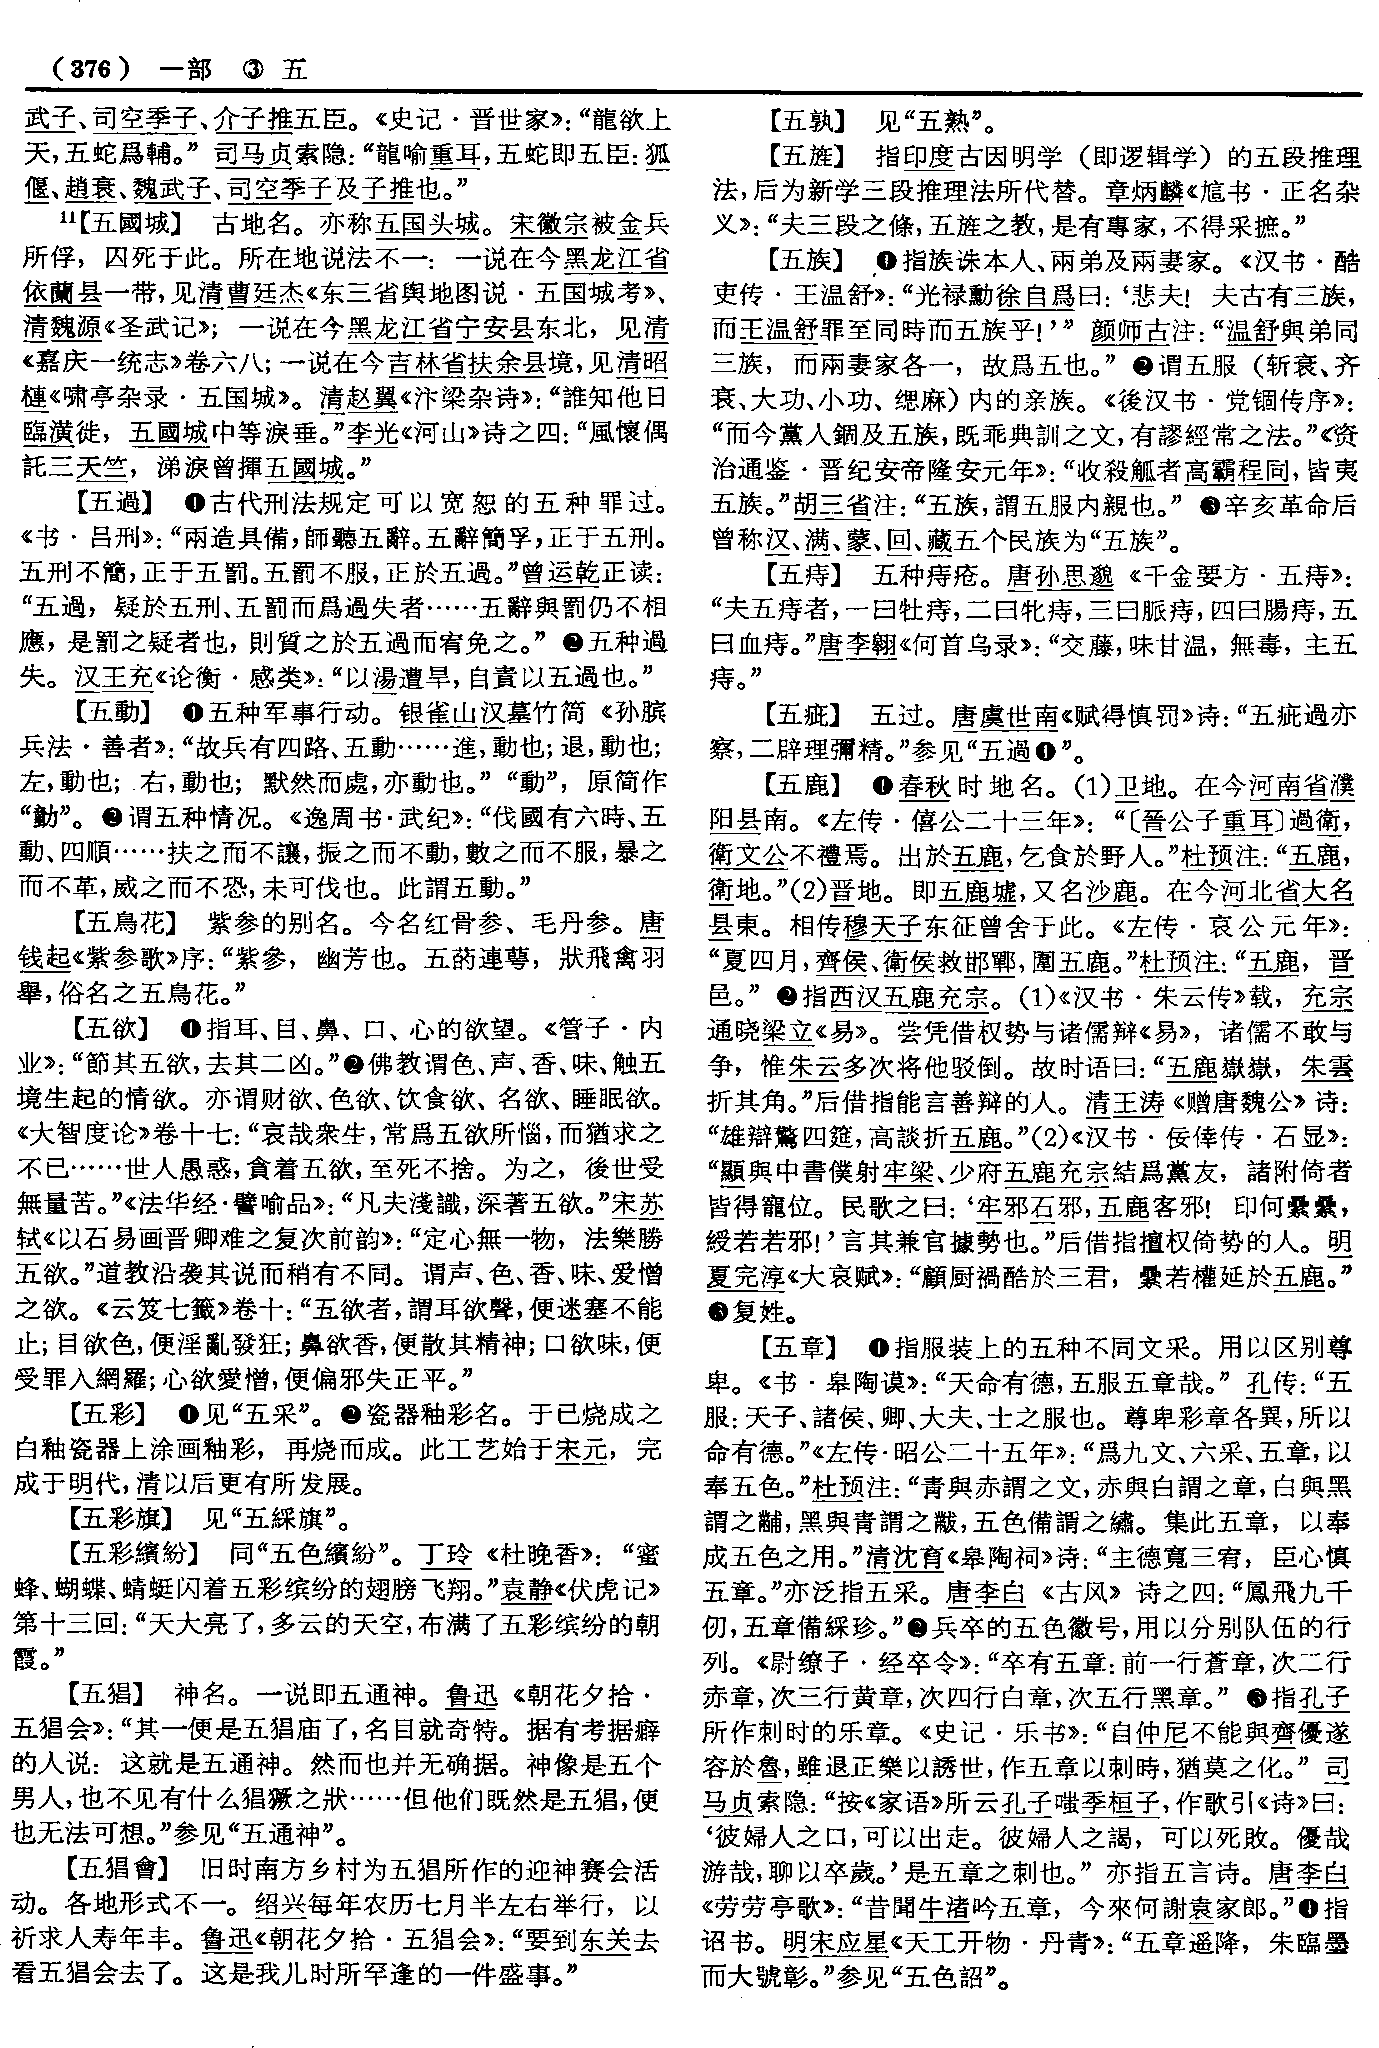 （376） 一部 ③ 五
武子、司空季子、介子推五臣。《史记·晋世家》：“龍欲上
天，五蛇爲輔。”司马贞索隐：“龍喻重耳，五蛇即五臣：狐
偃、趙衰、魏武子、司空季子及子推也。”
11【五國城】 古地名。亦称五国头城。宋徽宗被金兵
所俘，囚死于此。所在地说法不一：一说在今黑龙江省
依蘭县一带，见清曹廷杰《东三省舆地图说·五国城考》、
清魏源《圣武记》；一说在今黑龙江省宁安县东北，见清
《嘉庆一统志》卷六八；一说在今吉林省扶余县境，见清昭
槤《啸亭杂录·五国城》。清赵翼《汴梁杂诗》：“誰知他日
臨潢徙，五國城中等淚垂。”李光《河山》诗之四：“風懷偶
託三天竺，涕淚曾揮五國城。”
【五過】 ❶古代刑法规定可以宽恕的五种罪过。
《书·吕刑》：“兩造具備，師聽五辭。五辭簡孚，正于五刑。
五刑不簡，正于五罰。五罰不服，正於五過。”曾运乾正读：
“五過，疑於五刑、五罰而爲過失者……五辭與罰仍不相
應，是罰之疑者也，則質之於五過而宥免之。” ❷五种過
失。汉王充《论衡·感类》：“以湯遭旱，自責以五過也。”
【五動】 ❶五种军事行动。银雀山汉墓竹简《孙膑
兵法·善者》：“故兵有四路、五動……進，動也；退，動也；
左，動也；右，動也；默然而處，亦動也。”“動”，原简作
“勭”。❷谓五种情况。《逸周书·武纪》：“伐國有六時、五
動、四順……扶之而不讓，振之而不動，數之而不服，暴之
而不革，威之而不恐，未可伐也。此謂五動。”
【五鳥花】 紫参的别名。今名红骨参、毛丹参。唐
钱起《紫参歌》序：“紫參，幽芳也。五葯連萼，狀飛禽羽
舉，俗名之五鳥花。”
【五欲】 ❶指耳、目、鼻、口、心的欲望。《管子·内
业》：“節其五欲，去其二凶。”❷佛教谓色、声、香、味、触五
境生起的情欲。亦谓财欲、色欲、饮食欲、名欲、睡眠欲。
《大智度论》卷十七：“哀哉衆生，常爲五欲所惱，而猶求之
不已……世人愚惑，貪着五欲，至死不捨。为之，後世受
無量苦。”《法华经·譬喻品》：“凡夫淺識，深著五欲。”宋苏
轼《以石易画晋卿难之复次前韵》：“定心無一物，法樂勝
五欲。”道教沿袭其说而稍有不同。谓声、色、香、味、爱憎
之欲。《云笈七籤》卷十：“五欲者，謂耳欲聲，便迷塞不能
止；目欲色，便淫亂發狂；鼻欲香，便散其精神；口欲味，便
受罪入網羅；心欲愛憎，便偏邪失正平。”
【五彩】 ❶见“五采”。❷瓷器釉彩名。于已烧成之
白釉瓷器上涂画釉彩，再烧而成。此工艺始于宋元，完
成于明代，清以后更有所发展。
【五彩旗】 见“五綵旗”。
【五彩繽紛】 同“五色繽紛”。丁玲《杜晚香》：“蜜
蜂、蝴蝶、蜻蜓闪着五彩缤纷的翅膀飞翔。”袁静《伏虎记》
第十三回：“天大亮了，多云的天空，布满了五彩缤纷的朝
霞。”
【五猖】 神名。一说即五通神。鲁迅《朝花夕拾·
五猖会》：“其一便是五猖庙了，名目就奇特。据有考据癖
的人说：这就是五通神。然而也并无确据。神像是五个
男人，也不见有什么猖獗之狀……但他们既然是五猖，便
也无法可想。”参见“五通神”。
【五猖會】 旧时南方乡村为五猖所作的迎神赛会活
动。各地形式不一。绍兴每年农历七月半左右举行，以
祈求人寿年丰。鲁迅《朝花夕拾·五猖会》：“要到东关去
看五猖会去了。这是我儿时所罕逢的一件盛事。”
【五孰】 见“五熟”。
【五旌】 指印度古因明学（即逻辑学）的五段推理
法，后为新学三段推理法所代替。章炳麟《訄书·正名杂
义》：“夫三段之條，五旌之教，是有專家，不得采摭。”
【五族】 ❶指族诛本人、兩弟及兩妻家。《汉书·酷
吏传·王温舒》：“光禄勳徐自爲曰：‘悲夫！夫古有三族，
而王温舒罪至同時而五族乎！’”颜师古注：“温舒與弟同
三族，而兩妻家各一，故爲五也。” ❷谓五服（斩衰、齐
衰、大功、小功、缌麻）内的亲族。《後汉书·党锢传序》：
“而今黨人錮及五族，既乖典訓之文，有謬經常之法。”《资
治通鉴·晋纪安帝隆安元年》：“收殺觚者高霸程同，皆夷
五族。”胡三省注：“五族，謂五服内親也。” ❸辛亥革命后
曾称汉、满、蒙、回、藏五个民族为“五族”。
【五痔】 五种痔疮。唐孙思邈《千金要方·五痔》：
“夫五痔者，一曰牡痔，二曰牝痔，三曰脈痔，四曰腸痔，五
曰血痔。”唐李翱《何首乌录》：“交藤，味甘温，無毒，主五
痔。”
【五疵】 五过。唐虞世南《赋得慎罚》诗：“五疵過亦
察，二辟理彌精。”参见“五過❶”。
【五鹿】 ❶春秋时地名。(1)卫地。在今河南省濮
阳县南。《左传·僖公二十三年》：“〔晉公子重耳〕過衛，
衛文公不禮焉。出於五鹿，乞食於野人。”杜预注：“五鹿，
衛地。”(2)晋地。即五鹿墟，又名沙鹿。在今河北省大名
县東。相传穆天子东征曾舍于此。《左传·哀公元年》：
“夏四月，齊侯、衛侯救邯鄲，圍五鹿。”杜预注：“五鹿，晋
邑。” ❷指西汉五鹿充宗。(1)《汉书·朱云传》载，充宗
通晓梁立《易》。尝凭借权势与诸儒辩《易》，诸儒不敢与
争，惟朱云多次将他驳倒。故时语曰：“五鹿嶽嶽，朱雲
折其角。”后借指能言善辩的人。清王涛《赠唐魏公》诗：
“雄辯驚四筵，高談折五鹿。”(2)《汉书·佞倖传·石显》：
“顯與中書僕射牢梁、少府五鹿充宗結爲黨友，諸附倚者
皆得寵位。民歌之曰：‘牢邪石邪，五鹿客邪！印何纍纍，
綬若若邪！’言其兼官據勢也。”后借指擅权倚势的人。明
夏完淳《大哀赋》：“顧厨禍酷於三君，纍若權延於五鹿。”
❸复姓。
【五章】 ❶指服装上的五种不同文采。用以区别尊
卑。《书·皋陶谟》：“天命有德，五服五章哉。”孔传：“五
服：天子、諸侯、卿、大夫、士之服也。尊卑彩章各異，所以
命有德。”《左传·昭公二十五年》：“爲九文、六采、五章，以
奉五色。”杜预注：“青與赤謂之文，赤與白謂之章，白與黑
謂之黼，黑與青謂之黻，五色備謂之繡。集此五章，以奉
成五色之用。”清沈育《皋陶祠》诗：“主德寬三宥，臣心慎
五章。”亦泛指五采。唐李白《古风》诗之四：“鳳飛九千
仞，五章備綵珍。”❷兵卒的五色徽号，用以分别队伍的行
列。《尉缭子·经卒令》：“卒有五章：前一行蒼章，次二行
赤章，次三行黄章，次四行白章，次五行黑章。” ❸指孔子
所作刺时的乐章。《史记·乐书》：“自仲尼不能與齊優遂
容於魯，雖退正樂以誘世，作五章以刺時，猶莫之化。”司
马贞索隐：“按《家语》所云孔子嗤季桓子，作歌引《诗》曰：
‘彼婦人之口，可以出走。彼婦人之謁，可以死敗。優哉
游哉，聊以卒歲。’是五章之刺也。” 亦指五言诗。唐李白
《劳劳亭歌》：“昔聞牛渚吟五章，今來何謝袁家郎。”❹指
诏书。明宋应星《天工开物·丹青》：“五章遥降，朱臨墨
而大號彰。”参见“五色詔”。